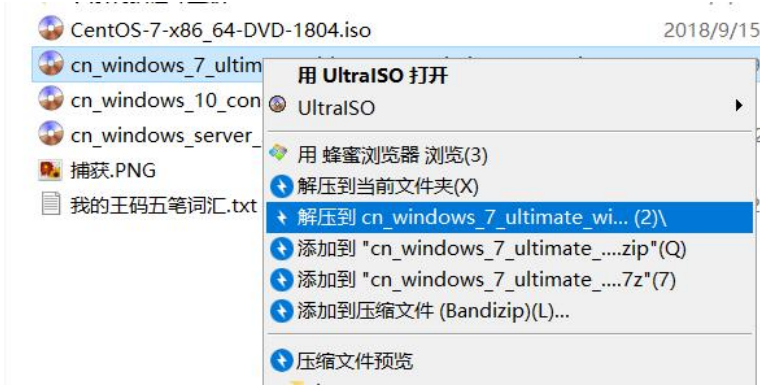 CentOS-7-x86_64-DVD-1804.iso 2018/9/15
cn_windows_7_ultim
cn_windows_10_con
cn_windows_server_
捕获.PNG
我的王码五笔词汇.txt
用 UltraISO 打开
UltraISO
用 蜂蜜浏览器 浏览(3)
解压到当前文件夹(X)
解压到 cn_windows_7_ultimate_wi... (2)\
添加到 "cn_windows_7_ultimate_....zip"(Q)
添加到 "cn_windows_7_ultimate_....7z"(7)
添加到压缩文件 (Bandizip)(L)...
压缩文件预览